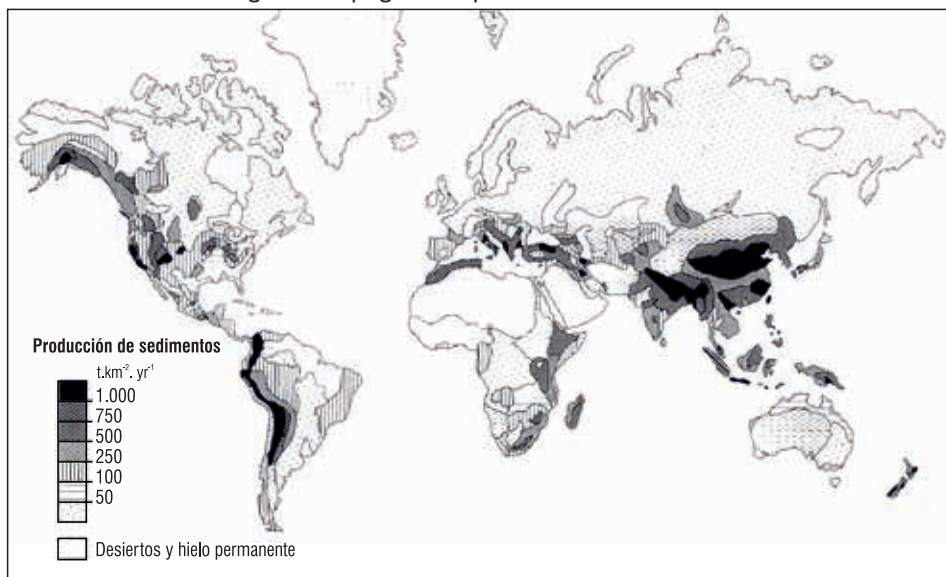 Producción de sedimentos
t.km⁻². yr⁻¹
1.000
750
500
250
100
50
Desiertos y hielo permanente